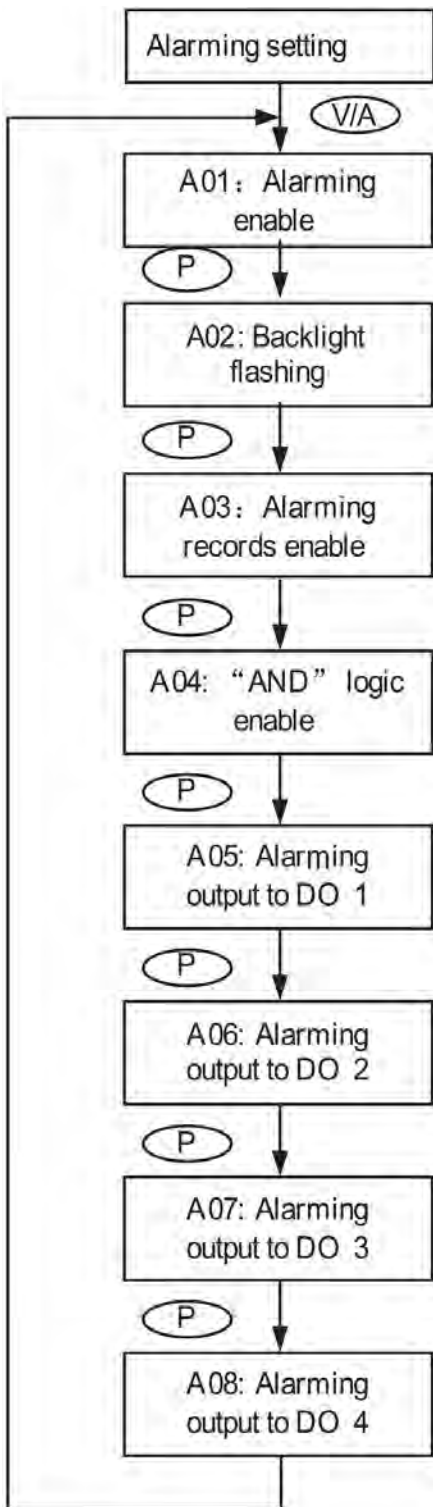 Alarming setting
V/A
A01: Alarming
enable
P
A02: Backlight
flashing
P
A03: Alarming
records enable
P
A04: “AND” logic
enable
P
A05: Alarming
output to DO 1
P
A06: Alarming
output to DO 2
P
A07: Alarming
output to DO 3
P
A08: Alarming
output to DO 4